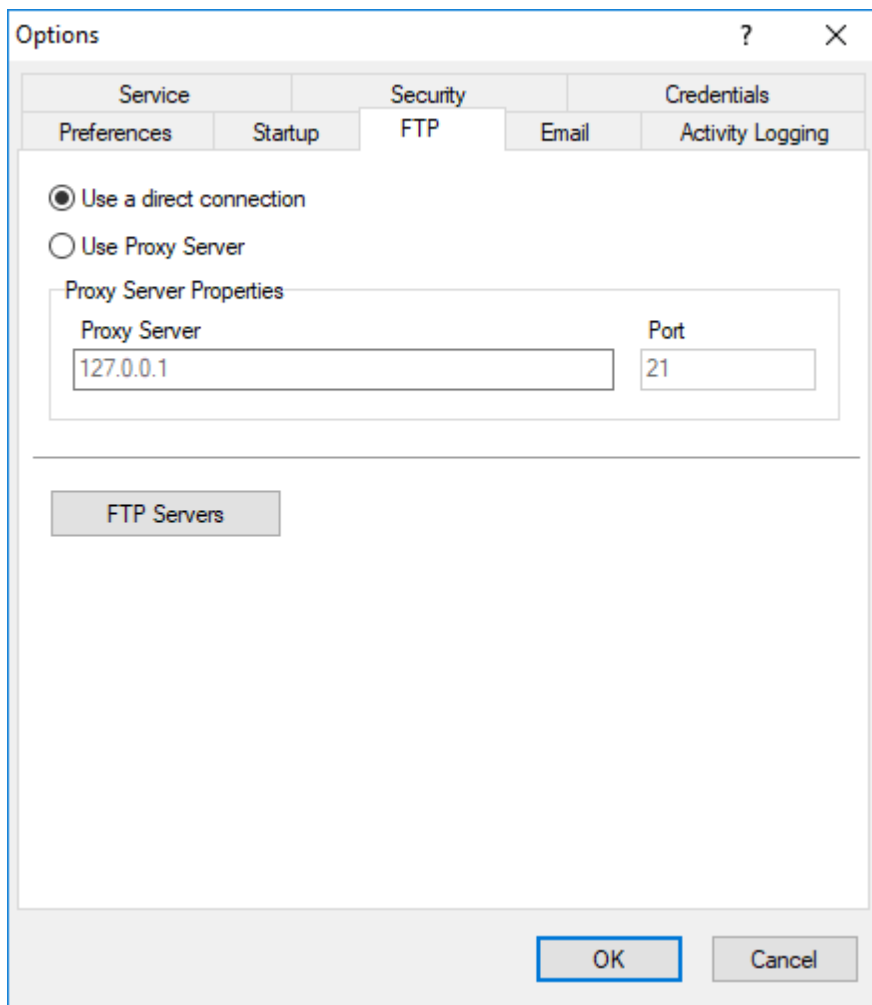 Options ?
Service Security Credentials
Preferences Startup FTP Email Activity Logging
Use a direct connection
Use Proxy Server
Proxy Server Properties
Proxy Server Port
127.0.0.1 21
FTP Servers
OK Cancel